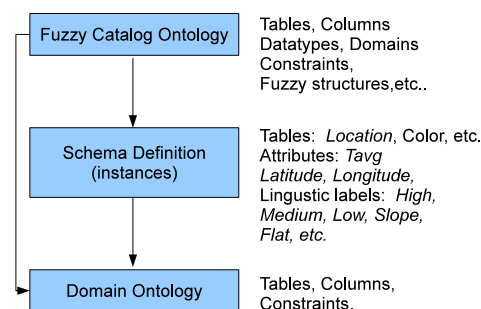 Fuzzy Catalog Ontology
Tables, Columns
Datatypes, Domains
Constraints,
Fuzzy structures,etc..
Schema Definition
(instances)
Tables: Location, Color, etc.
Attributes: Tavg
Latitude, Longitude,
Lingustic labels: High,
Medium, Low, Slope,
Flat, etc.
Domain Ontology
Tables, Columns,
Constraints,